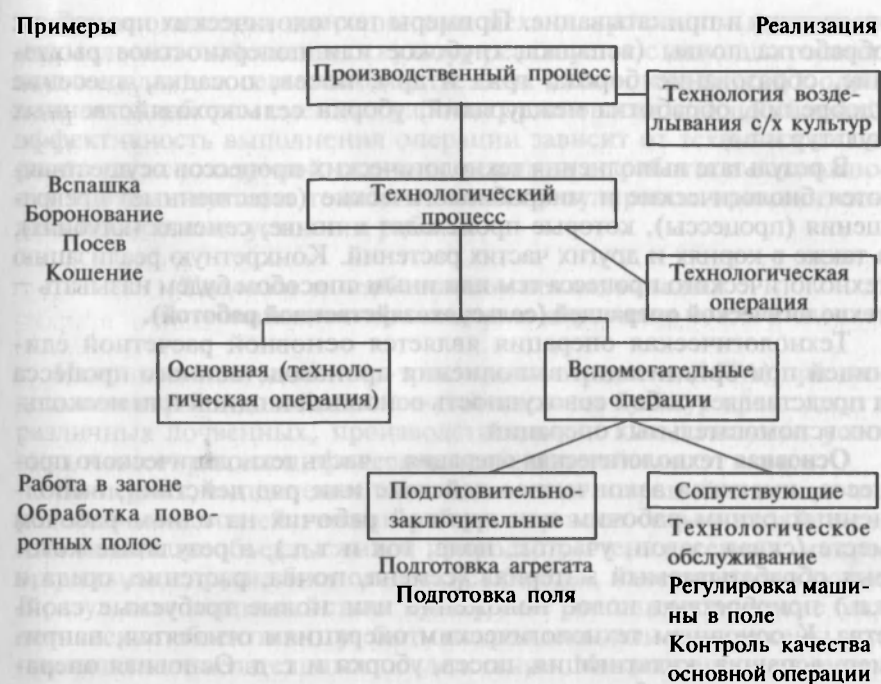 Примеры
Реализация
Производственный процесс
Технология возде-
лывания с/х культур
Вспашка
Боронование
Посев
Кошение
Технологический
процесс
Технологическая
операция
Основная (техноло-
гическая операция)
Вспомогательные
операции
Работа в загоне
Обработка пово-
ротных полос
Подготовительно-
заключительные
Подготовка агрегата
Подготовка поля
Сопутствующие
Технологическое
обслуживание
Регулировка маши-
ны в поле
Контроль качества
основной операции